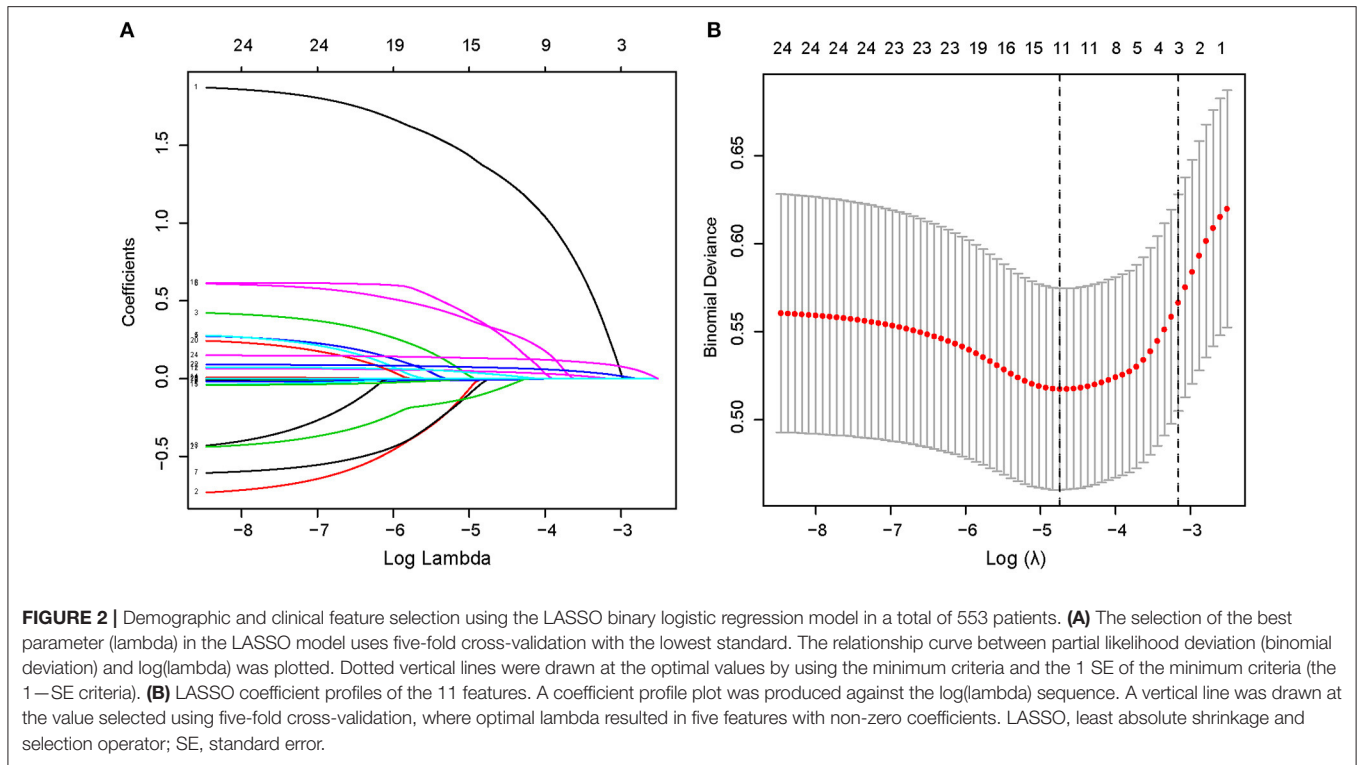 A
24 24 19 15 9 3
1.5
1.0
0.5
0.0
−0.5
Coefficients
1
3
20
24
7
2
−8 −7 −6 −5 −4 −3
Log Lambda
B
24 24 24 24 23 23 23 19 16 15 11 11 8 5 4 3 2 1
0.65
0.60
0.55
0.50
Binomial Deviance
−8 −7 −6 −5 −4 −3
Log (λ)
FIGURE 2 | Demographic and clinical feature selection using the LASSO binary logistic regression model in a total of 553 patients. (A) The selection of the best
parameter (lambda) in the LASSO model uses five-fold cross-validation with the lowest standard. The relationship curve between partial likelihood deviation (binomial
deviation) and log(lambda) was plotted. Dotted vertical lines were drawn at the optimal values by using the minimum criteria and the 1 SE of the minimum criteria (the
1—SE criteria). (B) LASSO coefficient profiles of the 11 features. A coefficient profile plot was produced against the log(lambda) sequence. A vertical line was drawn at
the value selected using five-fold cross-validation, where optimal lambda resulted in five features with non-zero coefficients. LASSO, least absolute shrinkage and
selection operator; SE, standard error.